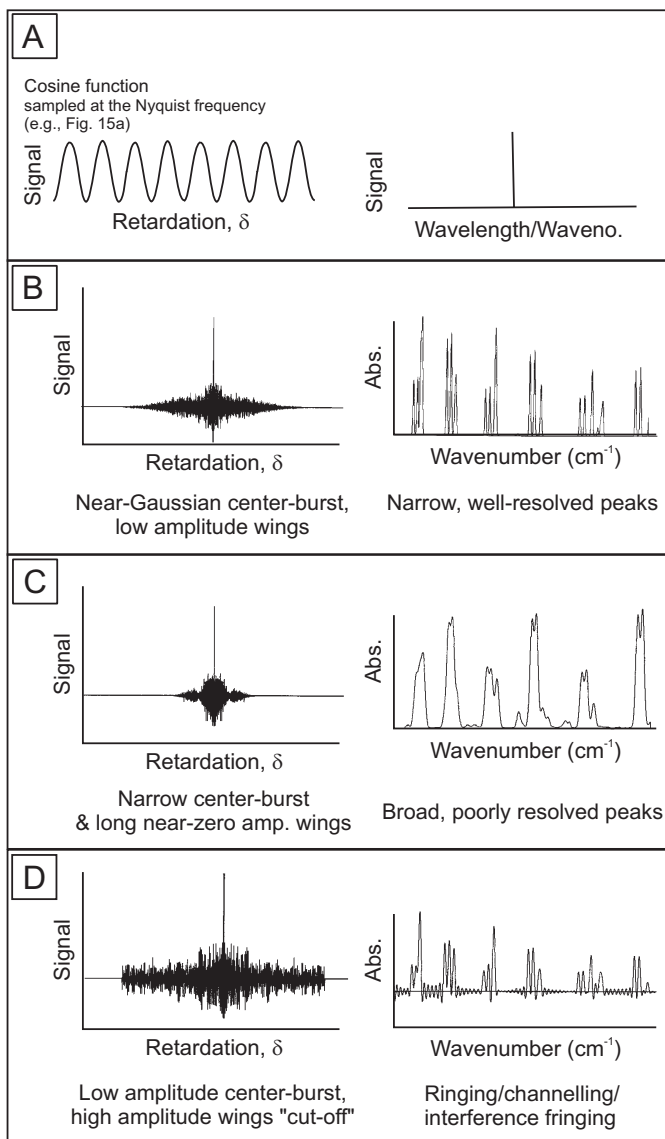 A
Cosine function
sampled at the Nyquist frequency
(e.g., Fig. 15a)
Signal
Retardation, δ
Signal
Wavelength/Waveno.
B
Signal
Retardation, δ
Near-Gaussian center-burst,
low amplitude wings
Abs.
Wavenumber (cm⁻¹)
Narrow, well-resolved peaks
C
Signal
Retardation, δ
Narrow center-burst
& long near-zero amp. wings
Abs.
Wavenumber (cm⁻¹)
Broad, poorly resolved peaks
D
Signal
Retardation, δ
Low amplitude center-burst,
high amplitude wings "cut-off"
Abs.
Wavenumber (cm⁻¹)
Ringing/channelling/
interference fringing